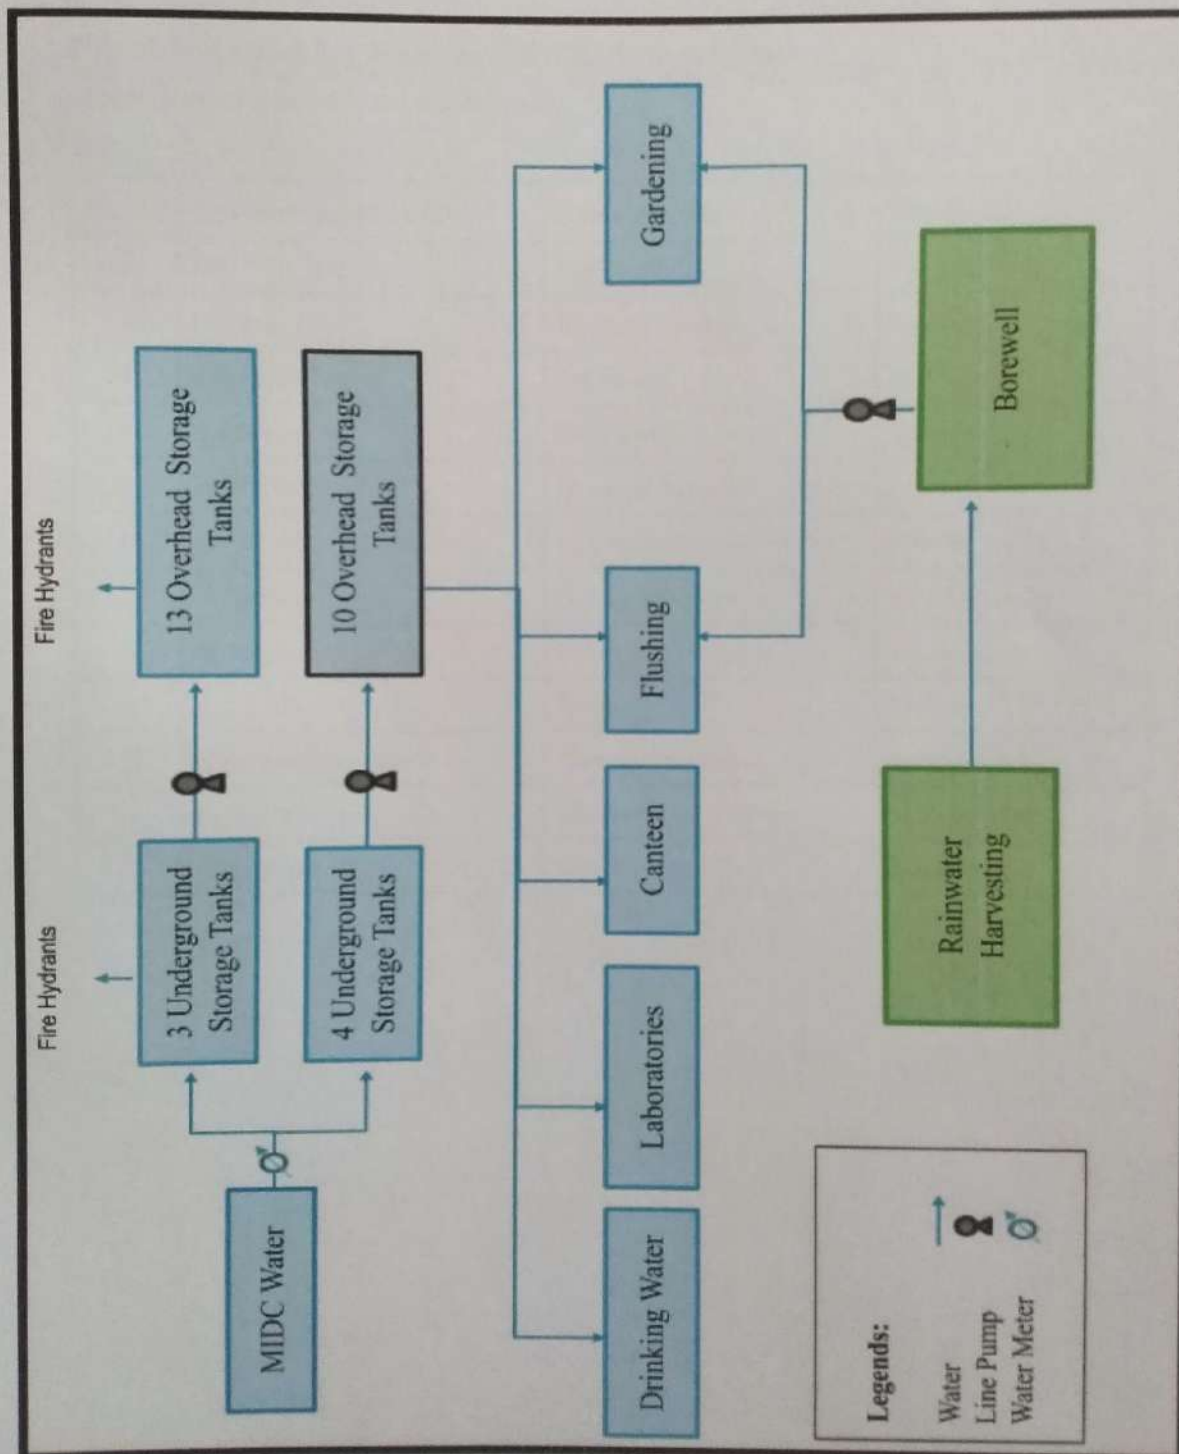 Fire Hydrants
Fire Hydrants
3 Underground
Storage Tanks
13 Overhead Storage
Tanks
MIDC Water
4 Underground
Storage Tanks
10 Overhead Storage
Tanks
Drinking Water
Laboratories
Canteen
Flushing
Gardening
Rainwater
Harvesting
Borewell
Legends:
Water
Line Pump
Water Meter